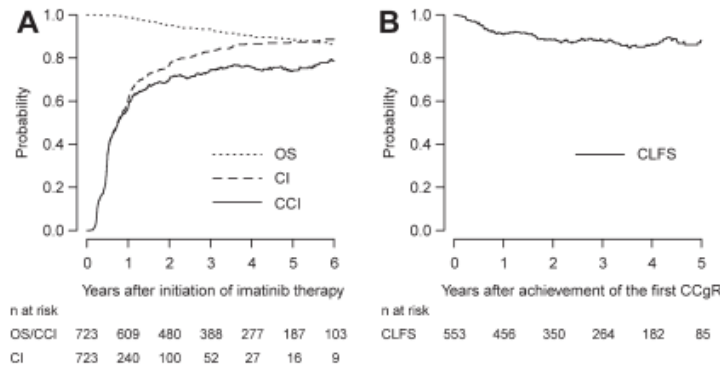 A
1.0
0.8
0.6
0.4
0.2
0.0
Probability
OS
CI
CCI
0 1 2 3 4 5 6
Years after initiation of imatinib therapy
n at risk
OS/CCI 723 609 480 388 277 187 103
CI 723 240 100 52 27 16 9
B
1.0
0.8
0.6
0.4
0.2
0.0
Probability
CLFS
0 1 2 3 4 5
Years after achievement of the first CCgR
n at risk
CLFS 553 456 350 264 182 85